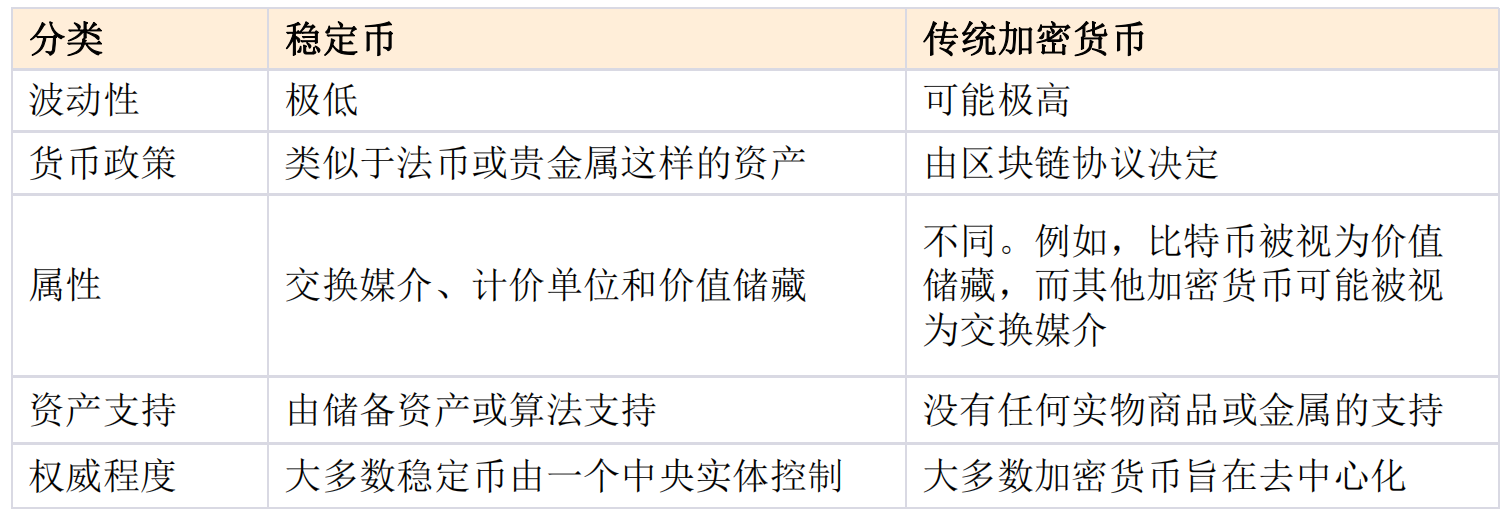 分类 稳定币 传统加密货币
波动性 极低 可能极高
货币政策 类似于法币或贵金属这样的资产 由区块链协议决定
属性 交换媒介、计价单位和价值储藏 不同。例如，比特币被视为价值
储藏，而其他加密货币可能被视
为交换媒介
资产支持 由储备资产或算法支持 没有任何实物商品或金属的支持
权威程度 大多数稳定币由一个中央实体控制 大多数加密货币旨在去中心化